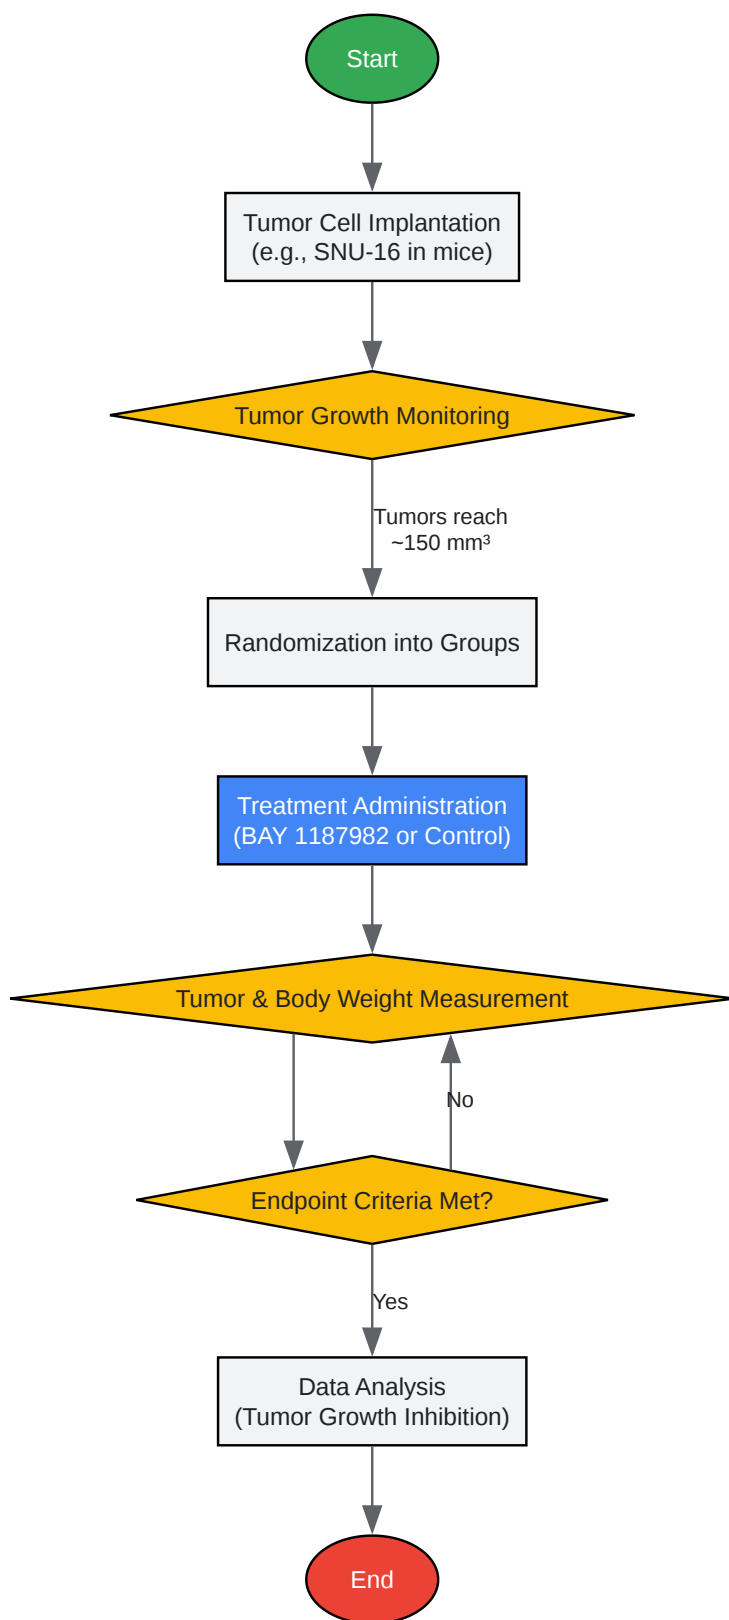 Start
Tumor Cell Implantation
(e.g., SNU-16 in mice)
Tumor Growth Monitoring
Tumors reach
~150 mm³
Randomization into Groups
Treatment Administration
(BAY 1187982 or Control)
Tumor & Body Weight Measurement
No
Endpoint Criteria Met?
Yes
Data Analysis
(Tumor Growth Inhibition)
End